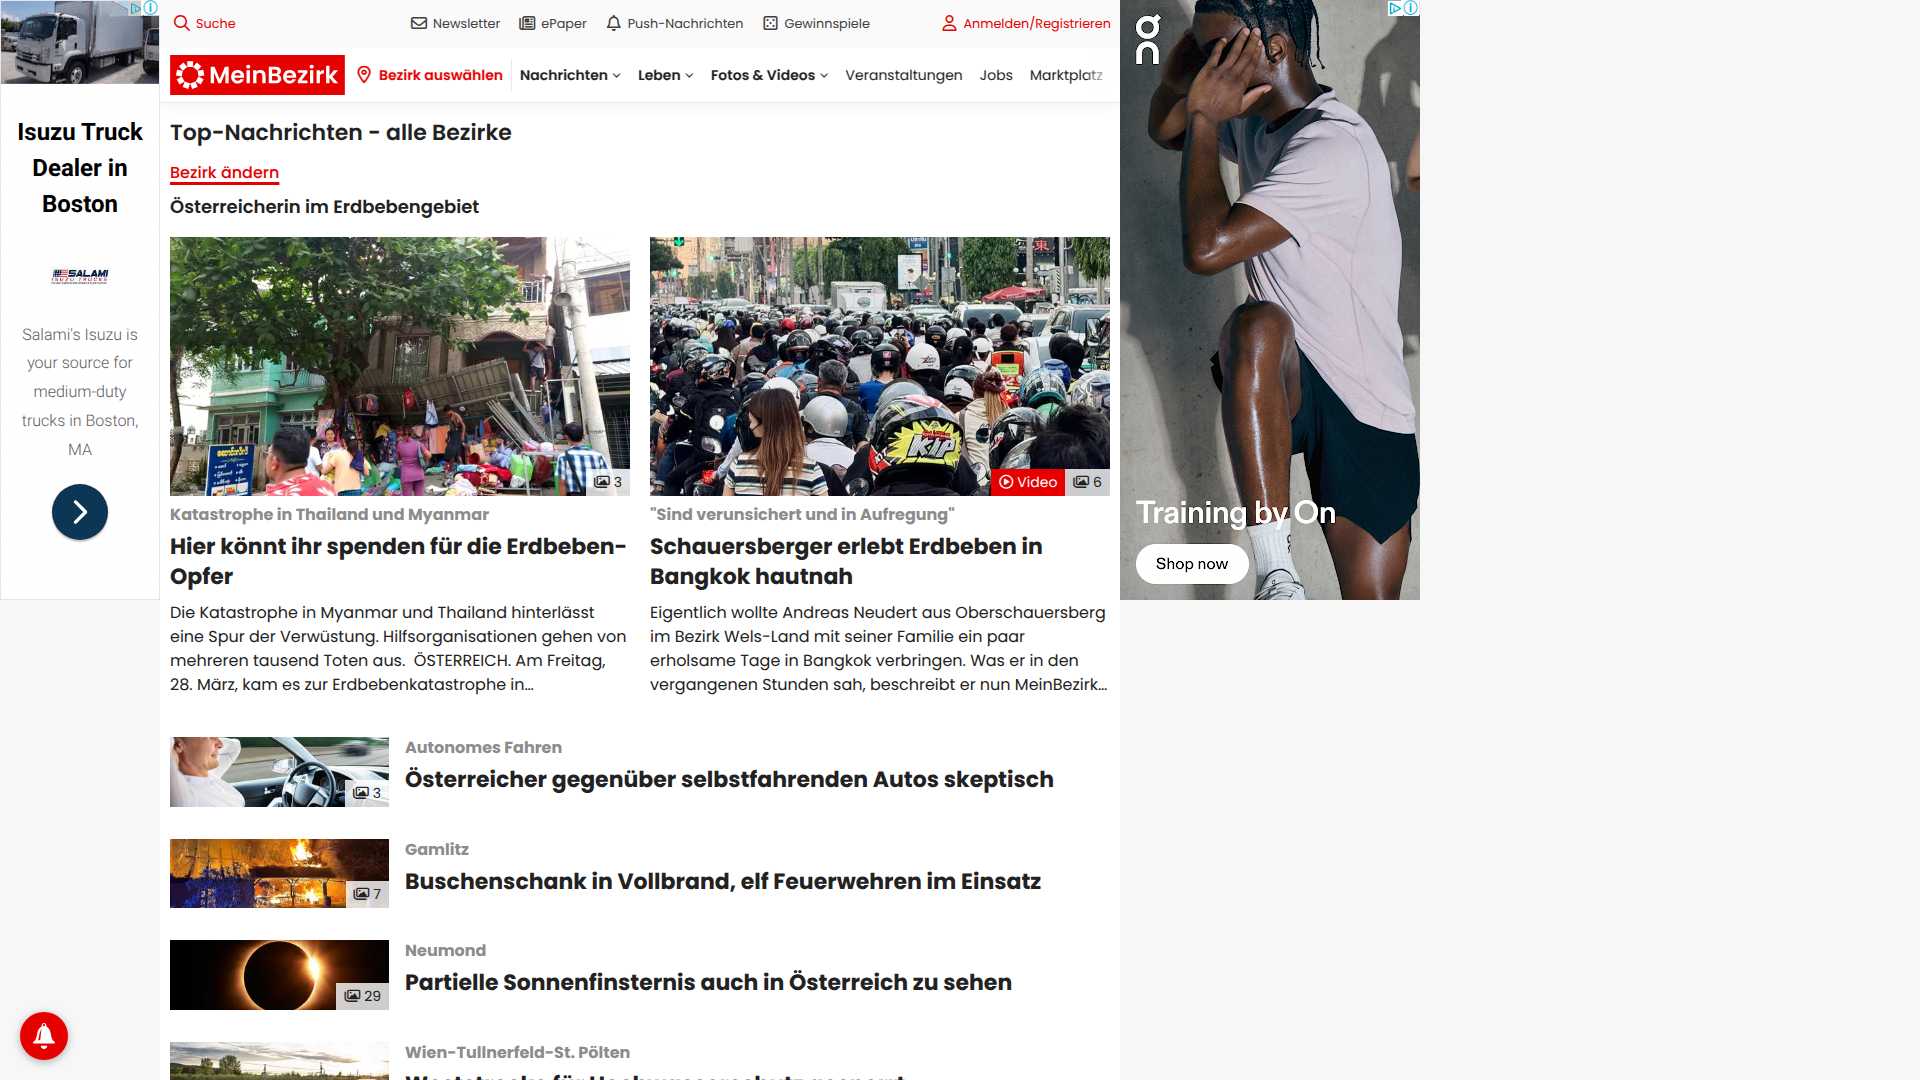 Suche
Newsletter
ePaper
Push-Nachrichten
Gewinnspiele
Anmelden/Registrieren
MeinBezirk
Bezirk auswählen
Nachrichten
Leben
Fotos & Videos
Veranstaltungen
Jobs
Marktplatz
Isuzu Truck
Dealer in
Boston
SALAMI
Salami's Isuzu is
your source for
medium-duty
trucks in Boston,
MA
Top-Nachrichten - alle Bezirke
Bezirk ändern
Österreicherin im Erdbebengebiet
3
Katastrophe in Thailand und Myanmar
Hier könnt ihr spenden für die Erdbeben-
Opfer
Die Katastrophe in Myanmar und Thailand hinterlässt
eine Spur der Verwüstung. Hilfsorganisationen gehen von
mehreren tausend Toten aus. ÖSTERREICH. Am Freitag,
28. März, kam es zur Erdbebenkatastrophe in...
KIP
Video
6
"Sind verunsichert und in Aufregung"
Schauersberger erlebt Erdbeben in
Bangkok hautnah
Eigentlich wollte Andreas Neudert aus Oberschauersberg
im Bezirk Wels-Land mit seiner Familie ein paar
erholsame Tage in Bangkok verbringen. Was er in den
vergangenen Stunden sah, beschreibt er nun MeinBezirk...
3
Autonomes Fahren
Österreicher gegenüber selbstfahrenden Autos skeptisch
7
Gamlitz
Buschenschank in Vollbrand, elf Feuerwehren im Einsatz
29
Neumond
Partielle Sonnenfinsternis auch in Österreich zu sehen
Wien-Tullnerfeld-St. Pölten
Weststrecke für Hochwasserschutz gesperrt
Training by On
Shop now